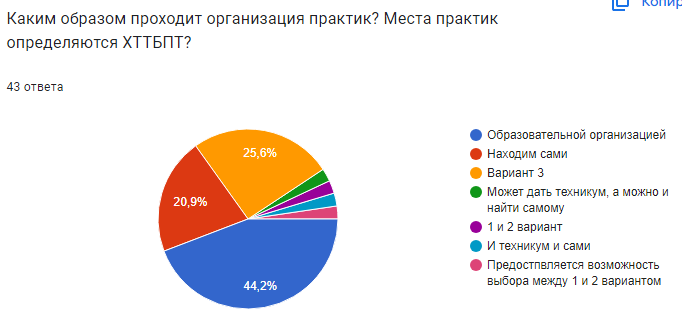 Копир
Каким образом проходит организация практик? Места практик
определяются ХТТБПТ?
43 ответа
25,6%
20,9%
44,2%
Образовательной организацией
Находим сами
Вариант 3
Может дать техникум, а можно и
найти самому
1 и 2 вариант
И техникум и сами
Предостпвляется возможность
выбора между 1 и 2 вариантом